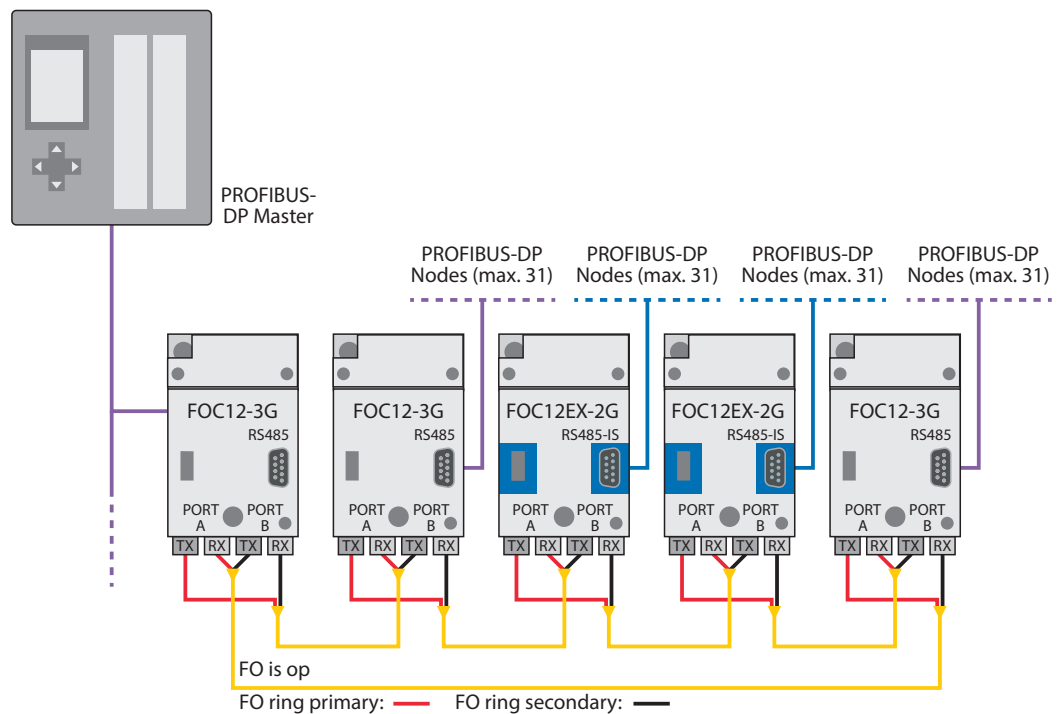 PROFIBUS-
DP Master
PROFIBUS-DP
Nodes (max. 31)
PROFIBUS-DP
Nodes (max. 31)
PROFIBUS-DP
Nodes (max. 31)
PROFIBUS-DP
Nodes (max. 31)
FOC12-3G
RS485
PORT
A
PORT
B
TX
RX
TX
RX
FOC12-3G
RS485
PORT
A
PORT
B
TX
RX
TX
RX
FOC12EX-2G
RS485-IS
PORT
A
PORT
B
TX
RX
TX
RX
FOC12EX-2G
RS485-IS
PORT
A
PORT
B
TX
RX
TX
RX
FOC12-3G
RS485
PORT
A
PORT
B
TX
RX
TX
RX
FO is op
FO ring primary:
FO ring secondary: